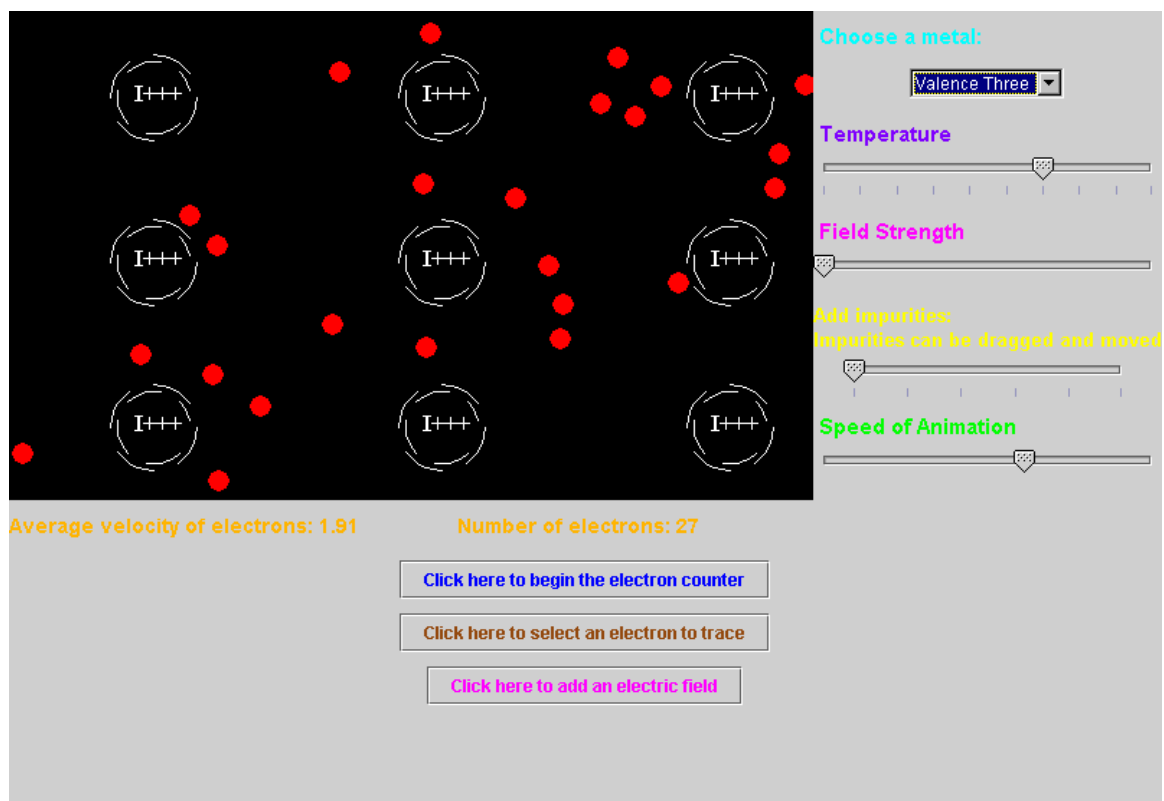 Choose a metal:
I+++ I+++ I+++
Valence Three
Temperature
Field Strength
I+++ I+++ I+++
Add impurities:
Impurities can be dragged and moved
I+++ I+++ I+++
Speed of Animation
Average velocity of electrons: 1.91 Number of electrons: 27
Click here to begin the electron counter
Click here to select an electron to trace
Click here to add an electric field